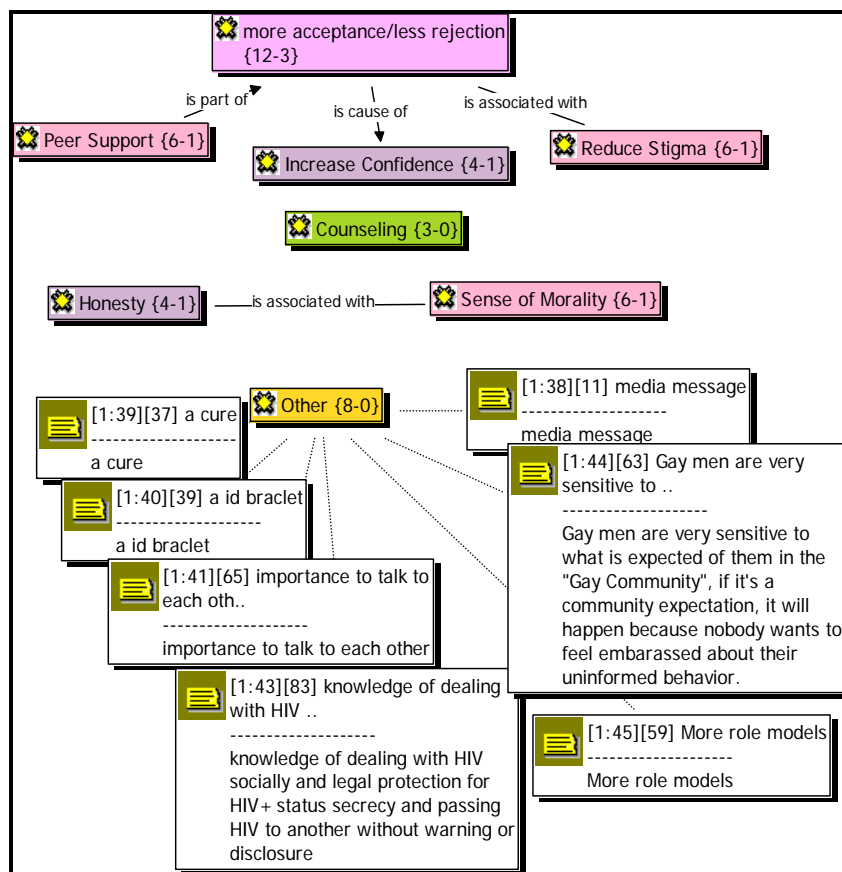 more acceptance/less rejection
{12-3}
is part of
is cause of
is associated with
Peer Support {6-1}
Increase Confidence {4-1}
Reduce Stigma {6-1}
Counseling {3-0}
Honesty {4-1}
is associated with
Sense of Morality {6-1}
Other {8-0}
[1:38][11] media message
--------------------
media message
[1:39][37] a cure
--------------------
a cure
[1:40][39] a id braclet
--------------------
a id braclet
[1:41][65] importance to talk to
each oth..
--------------------
importance to talk to each other
[1:43][83] knowledge of dealing
with HIV ..
--------------------
knowledge of dealing with HIV
socially and legal protection for
HIV+ status secrecy and passing
HIV to another without warning or
disclosure
[1:44][63] Gay men are very
sensitive to ..
--------------------
Gay men are very sensitive to
what is expected of them in the
"Gay Community", if it's a
community expectation, it will
happen because nobody wants to
feel embarassed about their
uninformed behavior.
[1:45][59] More role models
--------------------
More role models